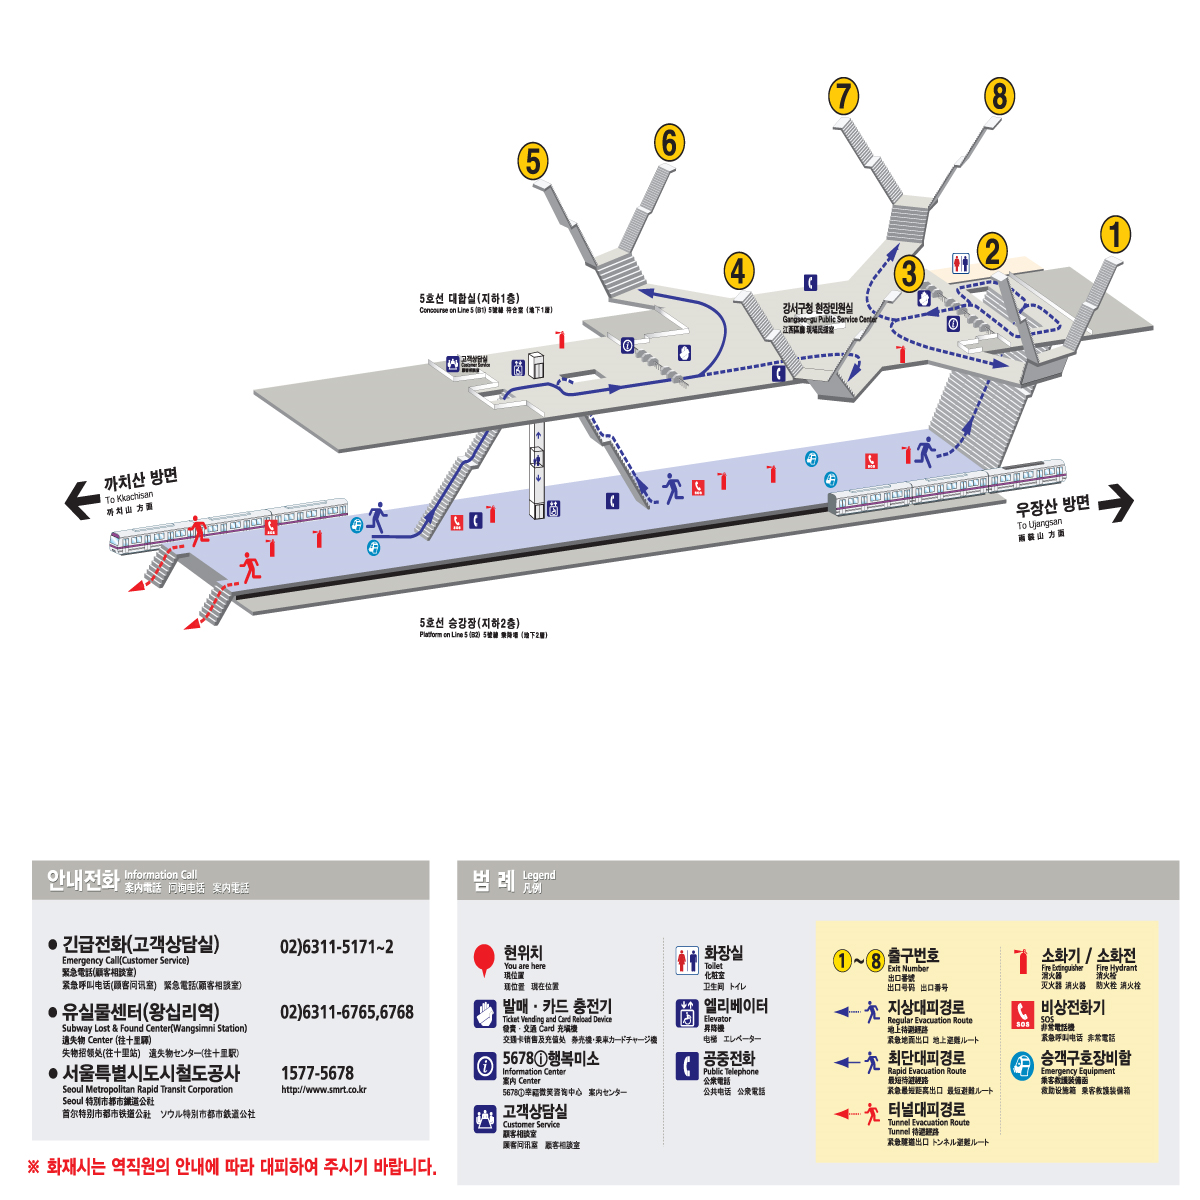 7
8
6
5
1
2
4
3
5호선 대합실(지하1층)
Concourse on Line 5 (B1) 5號線 待合室 (地下1層)
강서구청 현장민원실
Gangseo-gu Public Service Center
江西區廳 現場民援室
고객상담실
Customer Service
顧客相談室
까치산 방면
To Kkachisan
까치山 方面
우장산 방면
To Ujangsan
雨裝山 方面
SOS
SOS
SOS
SOS
5호선 승강장(지하2층)
Platform on Line 5 (B2) 5號線 乘降場 (地下2層)
안내전화 Information Call
案内電話 问询电话 案内電話
● 긴급전화(고객상담실) 02)6311-5171~2
Emergency Call(Customer Service)
緊急電話(顧客相談室)
紧急呼叫电话(顾客问讯室) 緊急電話(顧客相談室)
● 유실물센터(왕십리역) 02)6311-6765,6768
Subway Lost & Found Center(Wangsimni Station)
遺失物 Center (往十里驛)
失物招领处(往十里站) 遺失物センター(往十里駅)
● 서울특별시도시철도공사 1577-5678
Seoul Metropolitan Rapid Transit Corporation http://www.smrt.co.kr
Seoul 特別市都市鐵道公社
首尔特别市都市铁道公社 ソウル特別市都市鉄道公社
※ 화재시는 역직원의 안내에 따라 대피하여 주시기 바랍니다.
범 례 Legend
凡例
현위치
You are here
現位置
现位置 現在位置
발매 · 카드 충전기
Ticket Vending and Card Reload Device
發賣 · 交通 Card 充塡機
交通卡销售及充值处 券売機·乗車カードチャージ機
5678ⓘ행복미소
Information Center
案內 Center
5678ⓘ幸福微笑咨询中心 案内センター
고객상담실
Customer Service
顧客相談室
顾客问讯室 顧客相談室
화장실
Toilet
化粧室
卫生间 トイレ
엘리베이터
Elevator
昇降機
电梯 エレベーター
공중전화
Public Telephone
公衆電話
公共电话 公衆電話
1 ~ 8 출구번호
Exit Number
出口番號
出口号码 出口番号
지상대피경로
Regular Evacuation Route
地上待避經路
紧急地面出口 地上避難ルート
최단대피경로
Rapid Evacuation Route
最短待避經路
紧急最短距离出口 最短避難ルート
터널대피경로
Tunnel Evacuation Route
Tunnel 待避經路
紧急隧道出口 トンネル避難ルート
소화기 / 소화전
Fire Extinguisher Fire Hydrant
消火器 消火栓
灭火器 消火器 防火栓 消火栓
SOS
비상전화기
SOS
非常電話機
紧急呼叫电话 非常電話
승객구호장비함
Emergency Equipment
乘客救護裝備函
救助设施箱 乗客救護装備箱